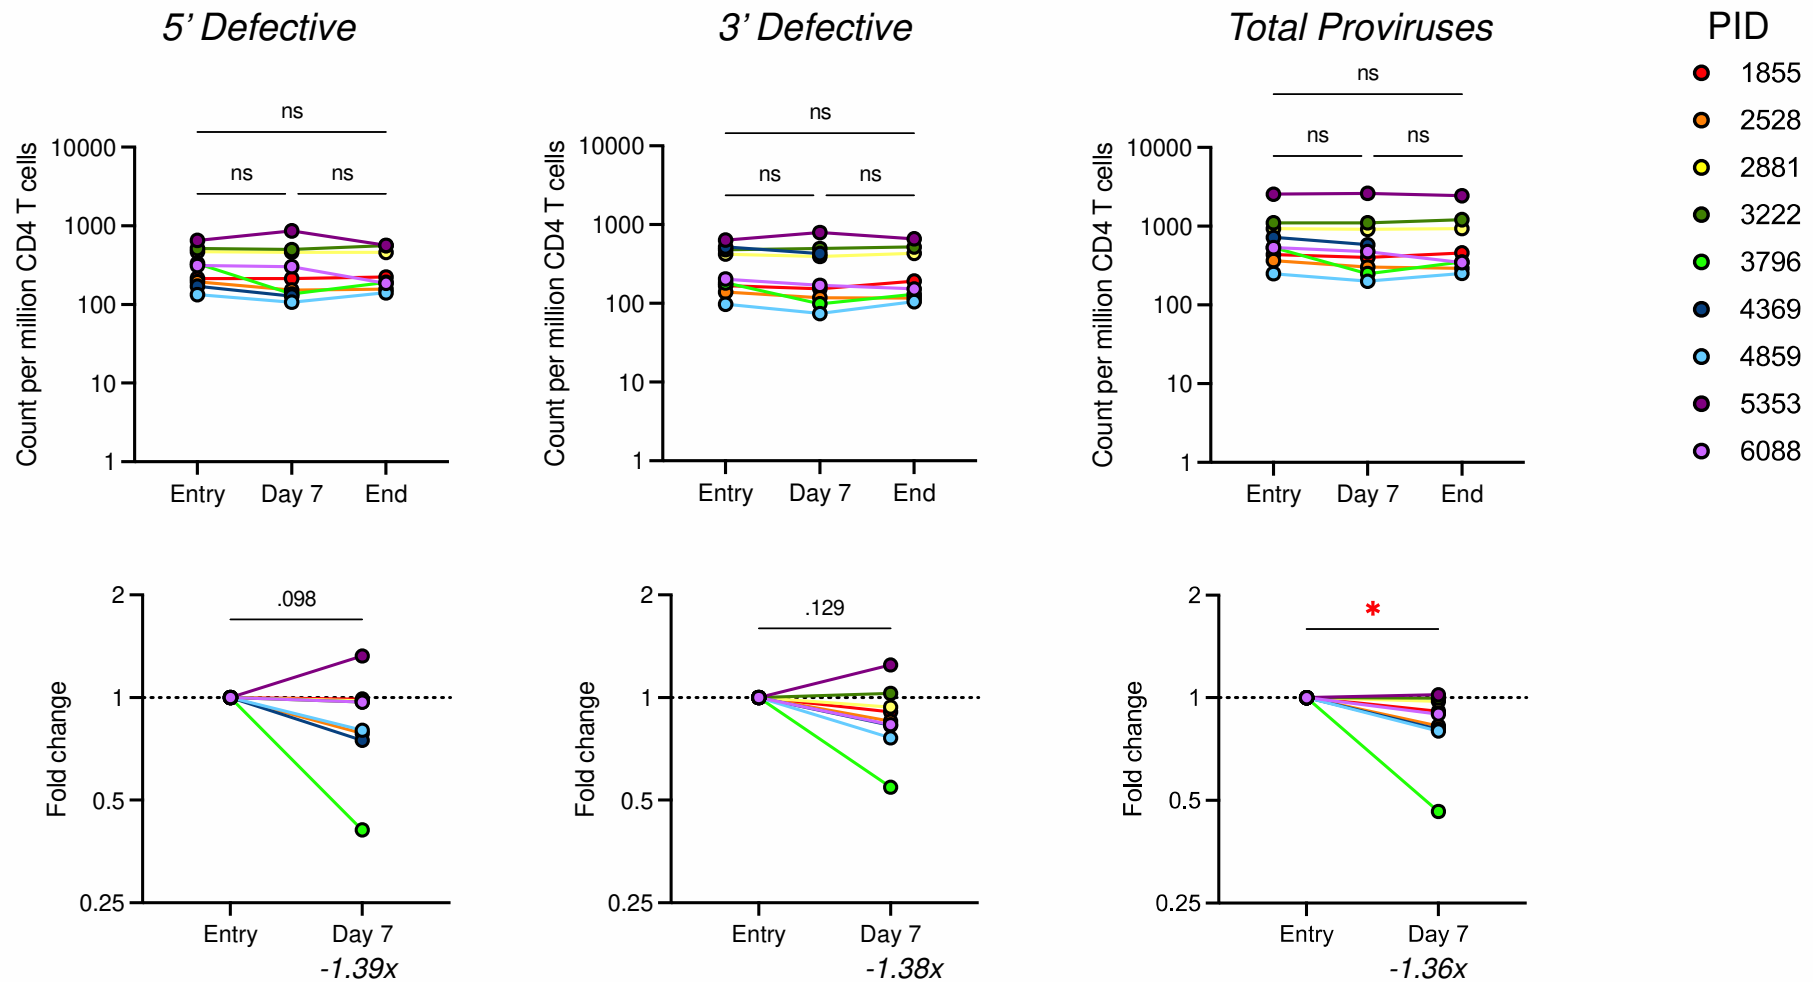 5’ Defective
3’ Defective
Total Proviruses
PID
1855
2528
2881
3222
3796
4369
4859
5353
6088
Count per million CD4 T cells
10000
1000
100
10
1
ns
ns
ns
Entry
Day 7
End
Count per million CD4 T cells
10000
1000
100
10
1
ns
ns
ns
Entry
Day 7
End
Count per million CD4 T cells
10000
1000
100
10
1
ns
ns
ns
Entry
Day 7
End
Fold change
2
1
0.5
0.25
.098
Entry
Day 7
-1.39x
Fold change
2
1
0.5
0.25
.129
Entry
Day 7
-1.38x
Fold change
2
1
0.5
0.25
*
Entry
Day 7
-1.36x